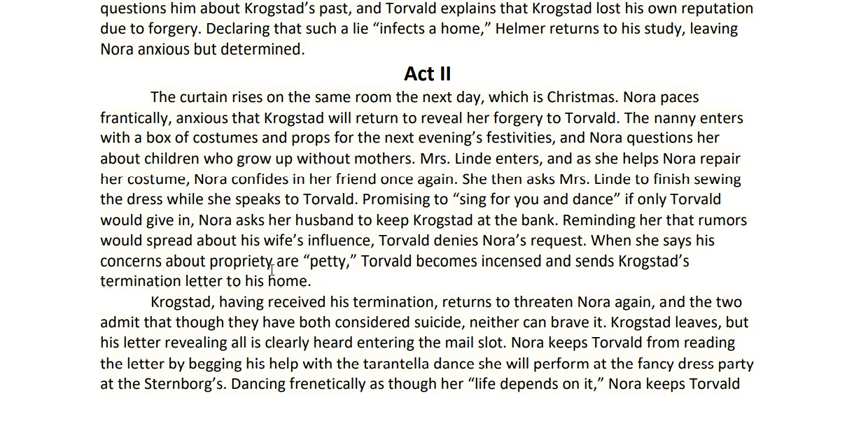 questions him about Krogstad’s past, and Torvald explains that Krogstad lost his own reputation
due to forgery. Declaring that such a lie “infects a home,” Helmer returns to his study, leaving
Nora anxious but determined.
Act II
The curtain rises on the same room the next day, which is Christmas. Nora paces
frantically, anxious that Krogstad will return to reveal her forgery to Torvald. The nanny enters
with a box of costumes and props for the next evening’s festivities, and Nora questions her
about children who grow up without mothers. Mrs. Linde enters, and as she helps Nora repair
her costume, Nora confides in her friend once again. She then asks Mrs. Linde to finish sewing
the dress while she speaks to Torvald. Promising to “sing for you and dance” if only Torvald
would give in, Nora asks her husband to keep Krogstad at the bank. Reminding her that rumors
would spread about his wife’s influence, Torvald denies Nora’s request. When she says his
concerns about propriety are “petty,” Torvald becomes incensed and sends Krogstad’s
termination letter to his home.
Krogstad, having received his termination, returns to threaten Nora again, and the two
admit that though they have both considered suicide, neither can brave it. Krogstad leaves, but
his letter revealing all is clearly heard entering the mail slot. Nora keeps Torvald from reading
the letter by begging his help with the tarantella dance she will perform at the fancy dress party
at the Sternborg’s. Dancing frenetically as though her “life depends on it,” Nora keeps Torvald